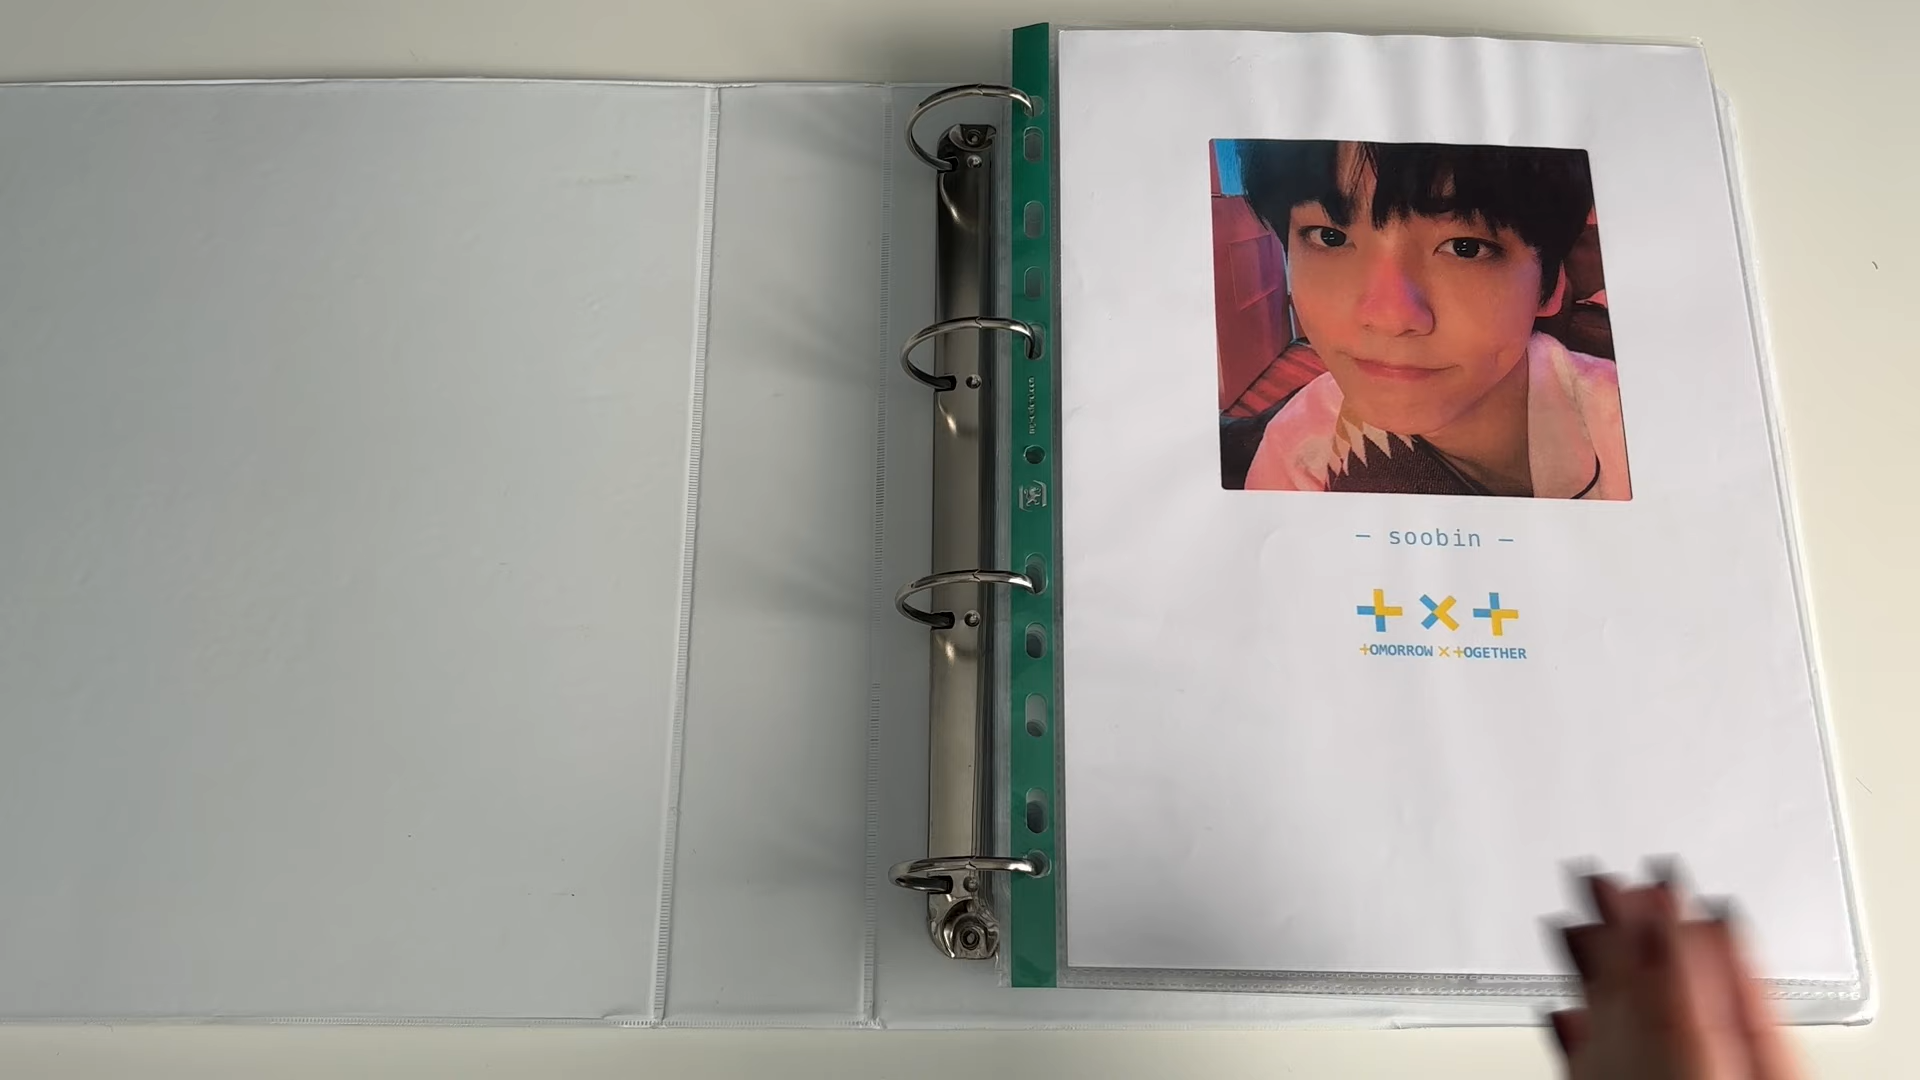 – soobin –
+x+
+OMORROW x +OGETHER